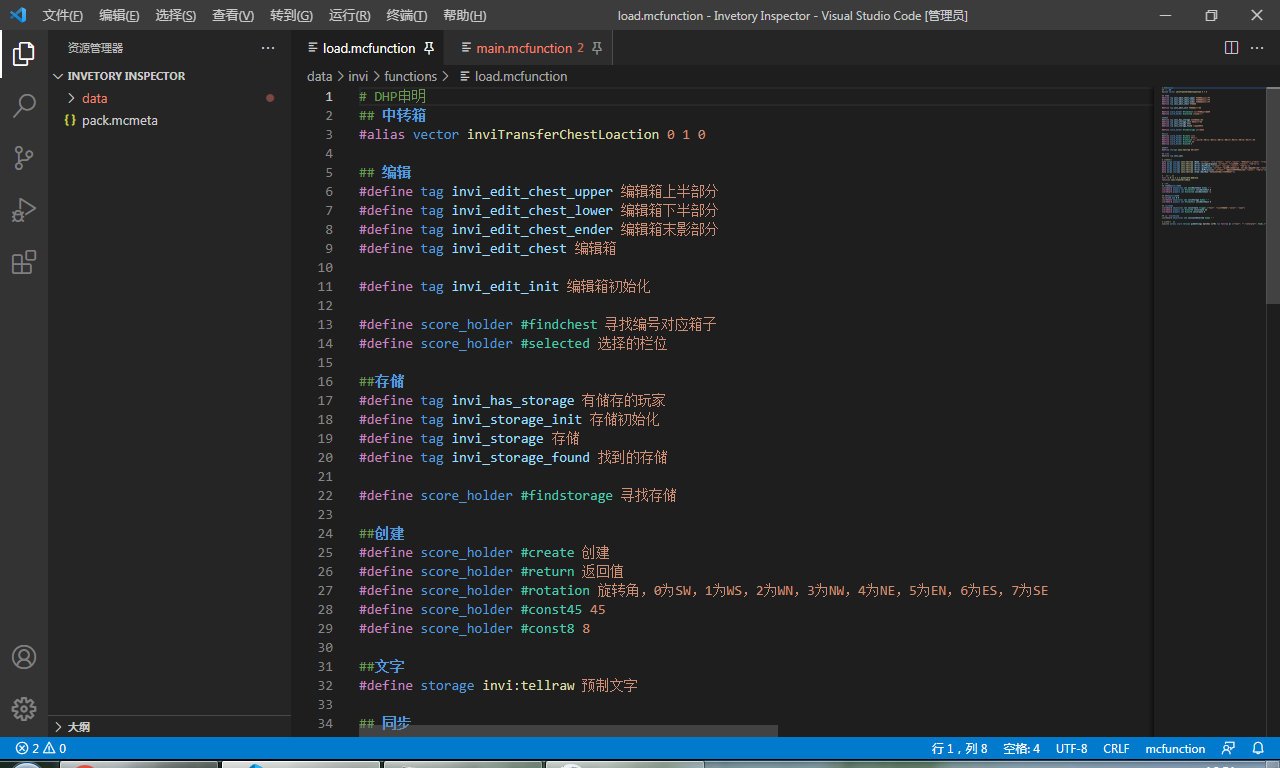 文件(F) 编辑(E) 选择(S) 查看(V) 转到(G) 运行(R) 终端(T) 帮助(H) load.mcfunction - Invetory Inspector - Visual Studio Code [管理员]
资源管理器 ··· load.mcfunction main.mcfunction 2 ···
INVETORY INSPECTOR
data
{} pack.mcmeta
大纲
data > invi > functions > load.mcfunction
1 # DHP申明
2 ## 中转箱
3 #alias vector inviTransferChestLoaction 0 1 0
4
5 ## 编辑
6 #define tag invi_edit_chest_upper 编辑箱上半部分
7 #define tag invi_edit_chest_lower 编辑箱下半部分
8 #define tag invi_edit_chest_ender 编辑箱末影部分
9 #define tag invi_edit_chest 编辑箱
10
11 #define tag invi_edit_init 编辑箱初始化
12
13 #define score_holder #findchest 寻找编号对应箱子
14 #define score_holder #selected 选择的栏位
15
16 ##存储
17 #define tag invi_has_storage 有储存的玩家
18 #define tag invi_storage_init 存储初始化
19 #define tag invi_storage 存储
20 #define tag invi_storage_found 找到的存储
21
22 #define score_holder #findstorage 寻找存储
23
24 ##创建
25 #define score_holder #create 创建
26 #define score_holder #return 返回值
27 #define score_holder #rotation 旋转角，0为SW，1为WS，2为WN，3为NW，4为NE，5为EN，6为ES，7为SE
28 #define score_holder #const45 45
29 #define score_holder #const8 8
30
31 ##文字
32 #define storage invi:tellraw 预制文字
33
34 ## 同步
2 0 行 1，列 8 空格: 4 UTF-8 CRLF mcfunction